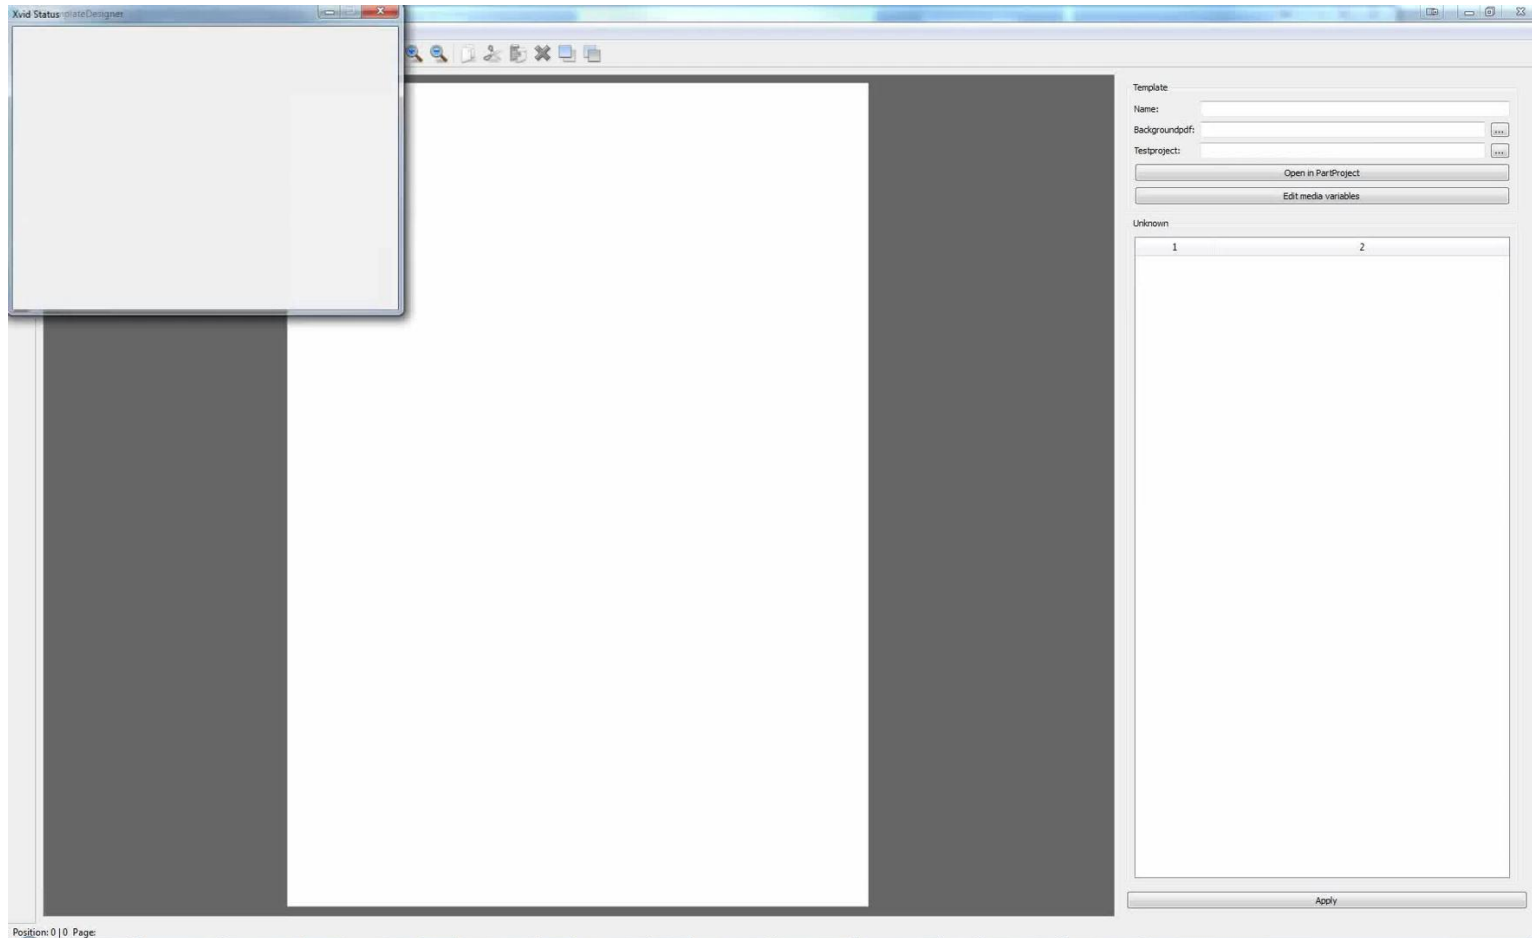 Xvid Status
Template
Name:
Backgroundpdf:
...
Testproject:
...
Open in PartProject
Edit media variables
Unknown
1 2
Apply
Position: 0 | 0 Page: